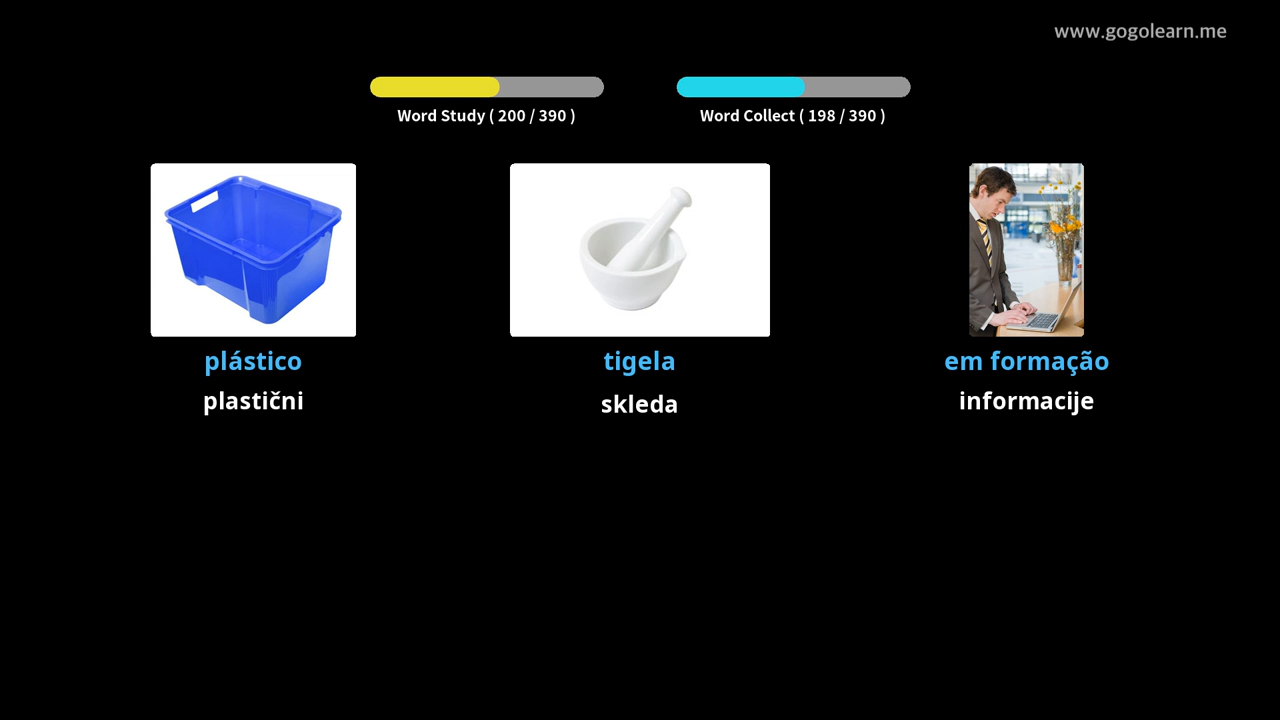 www.gogolearn.me
Word Study ( 200 / 390 )
Word Collect ( 198 / 390 )
plástico
plastični
tigela
skleda
em formação
informacije